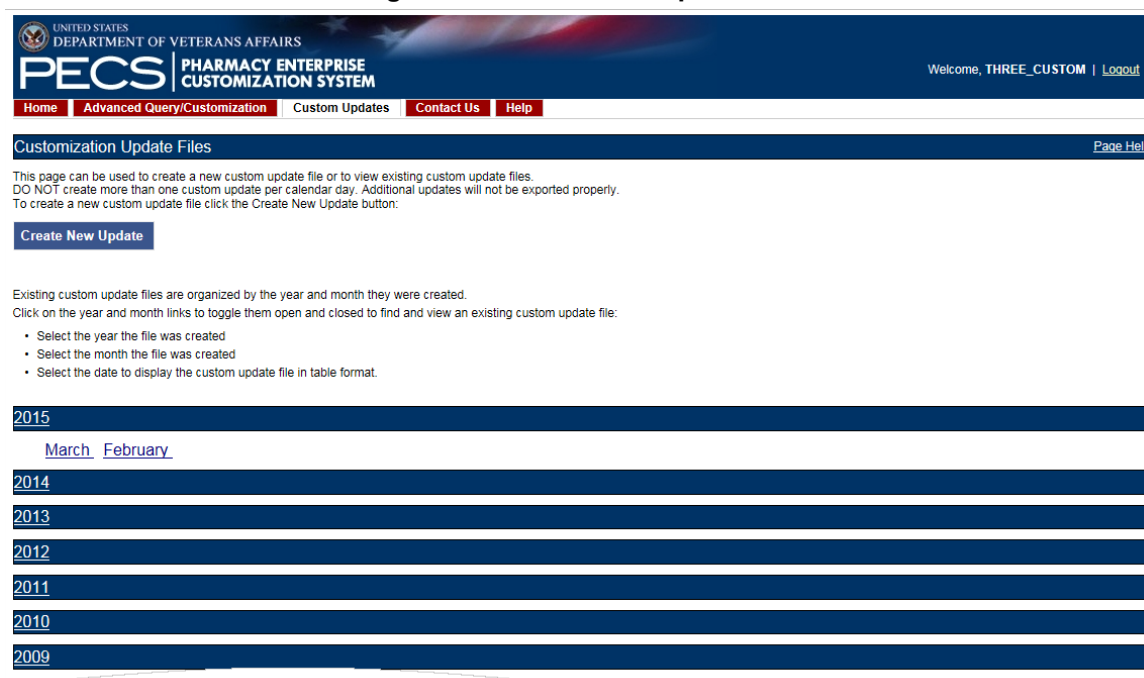 UNITED STATES
DEPARTMENT OF VETERANS AFFAIRS
PECS PHARMACY ENTERPRISE
CUSTOMIZATION SYSTEM
Welcome, THREE_CUSTOM | Logout
Home Advanced Query/Customization Custom Updates Contact Us Help
Customization Update Files Page Hel
This page can be used to create a new custom update file or to view existing custom update files.
DO NOT create more than one custom update per calendar day. Additional updates will not be exported properly.
To create a new custom update file click the Create New Update button:
Create New Update
Existing custom update files are organized by the year and month they were created.
Click on the year and month links to toggle them open and closed to find and view an existing custom update file:
• Select the year the file was created
• Select the month the file was created
• Select the date to display the custom update file in table format.
2015
March February
2014
2013
2012
2011
2010
2009